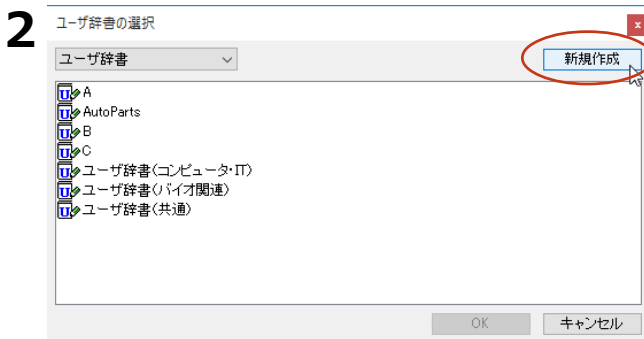 2
ユーザ辞書の選択
x
ユーザ辞書
新規作成
A
AutoParts
B
C
ユーザ辞書(コンピュータ・IT)
ユーザ辞書(バイオ関連)
ユーザ辞書(共通)
OK
キャンセル